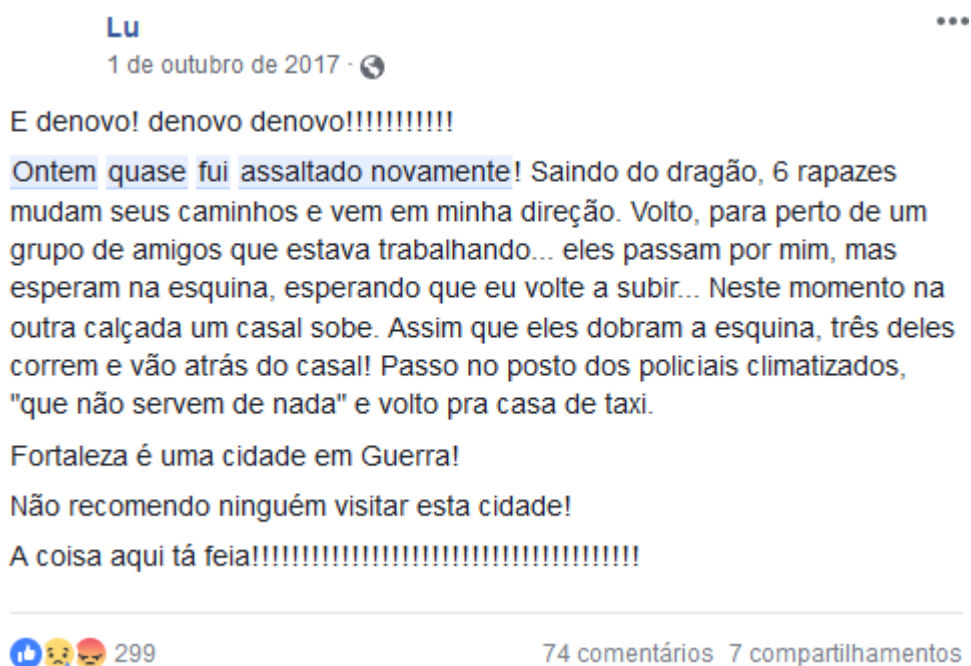 Lu
1 de outubro de 2017 ·
E denovo! denovo denovo!!!!!!!!!!!
Ontem quase fui assaltado novamente! Saindo do dragão, 6 rapazes
mudam seus caminhos e vem em minha direção. Volto, para perto de um
grupo de amigos que estava trabalhando... eles passam por mim, mas
esperam na esquina, esperando que eu volte a subir... Neste momento na
outra calçada um casal sobe. Assim que eles dobram a esquina, três deles
correm e vão atrás do casal! Passo no posto dos policiais climatizados,
"que não servem de nada" e volto pra casa de taxi.
Fortaleza é uma cidade em Guerra!
Não recomendo ninguém visitar esta cidade!
A coisa aqui tá feia!!!!!!!!!!!!!!!!!!!!!!!!!!!!!!!!!!!!!!!
299
74 comentários 7 compartilhamentos